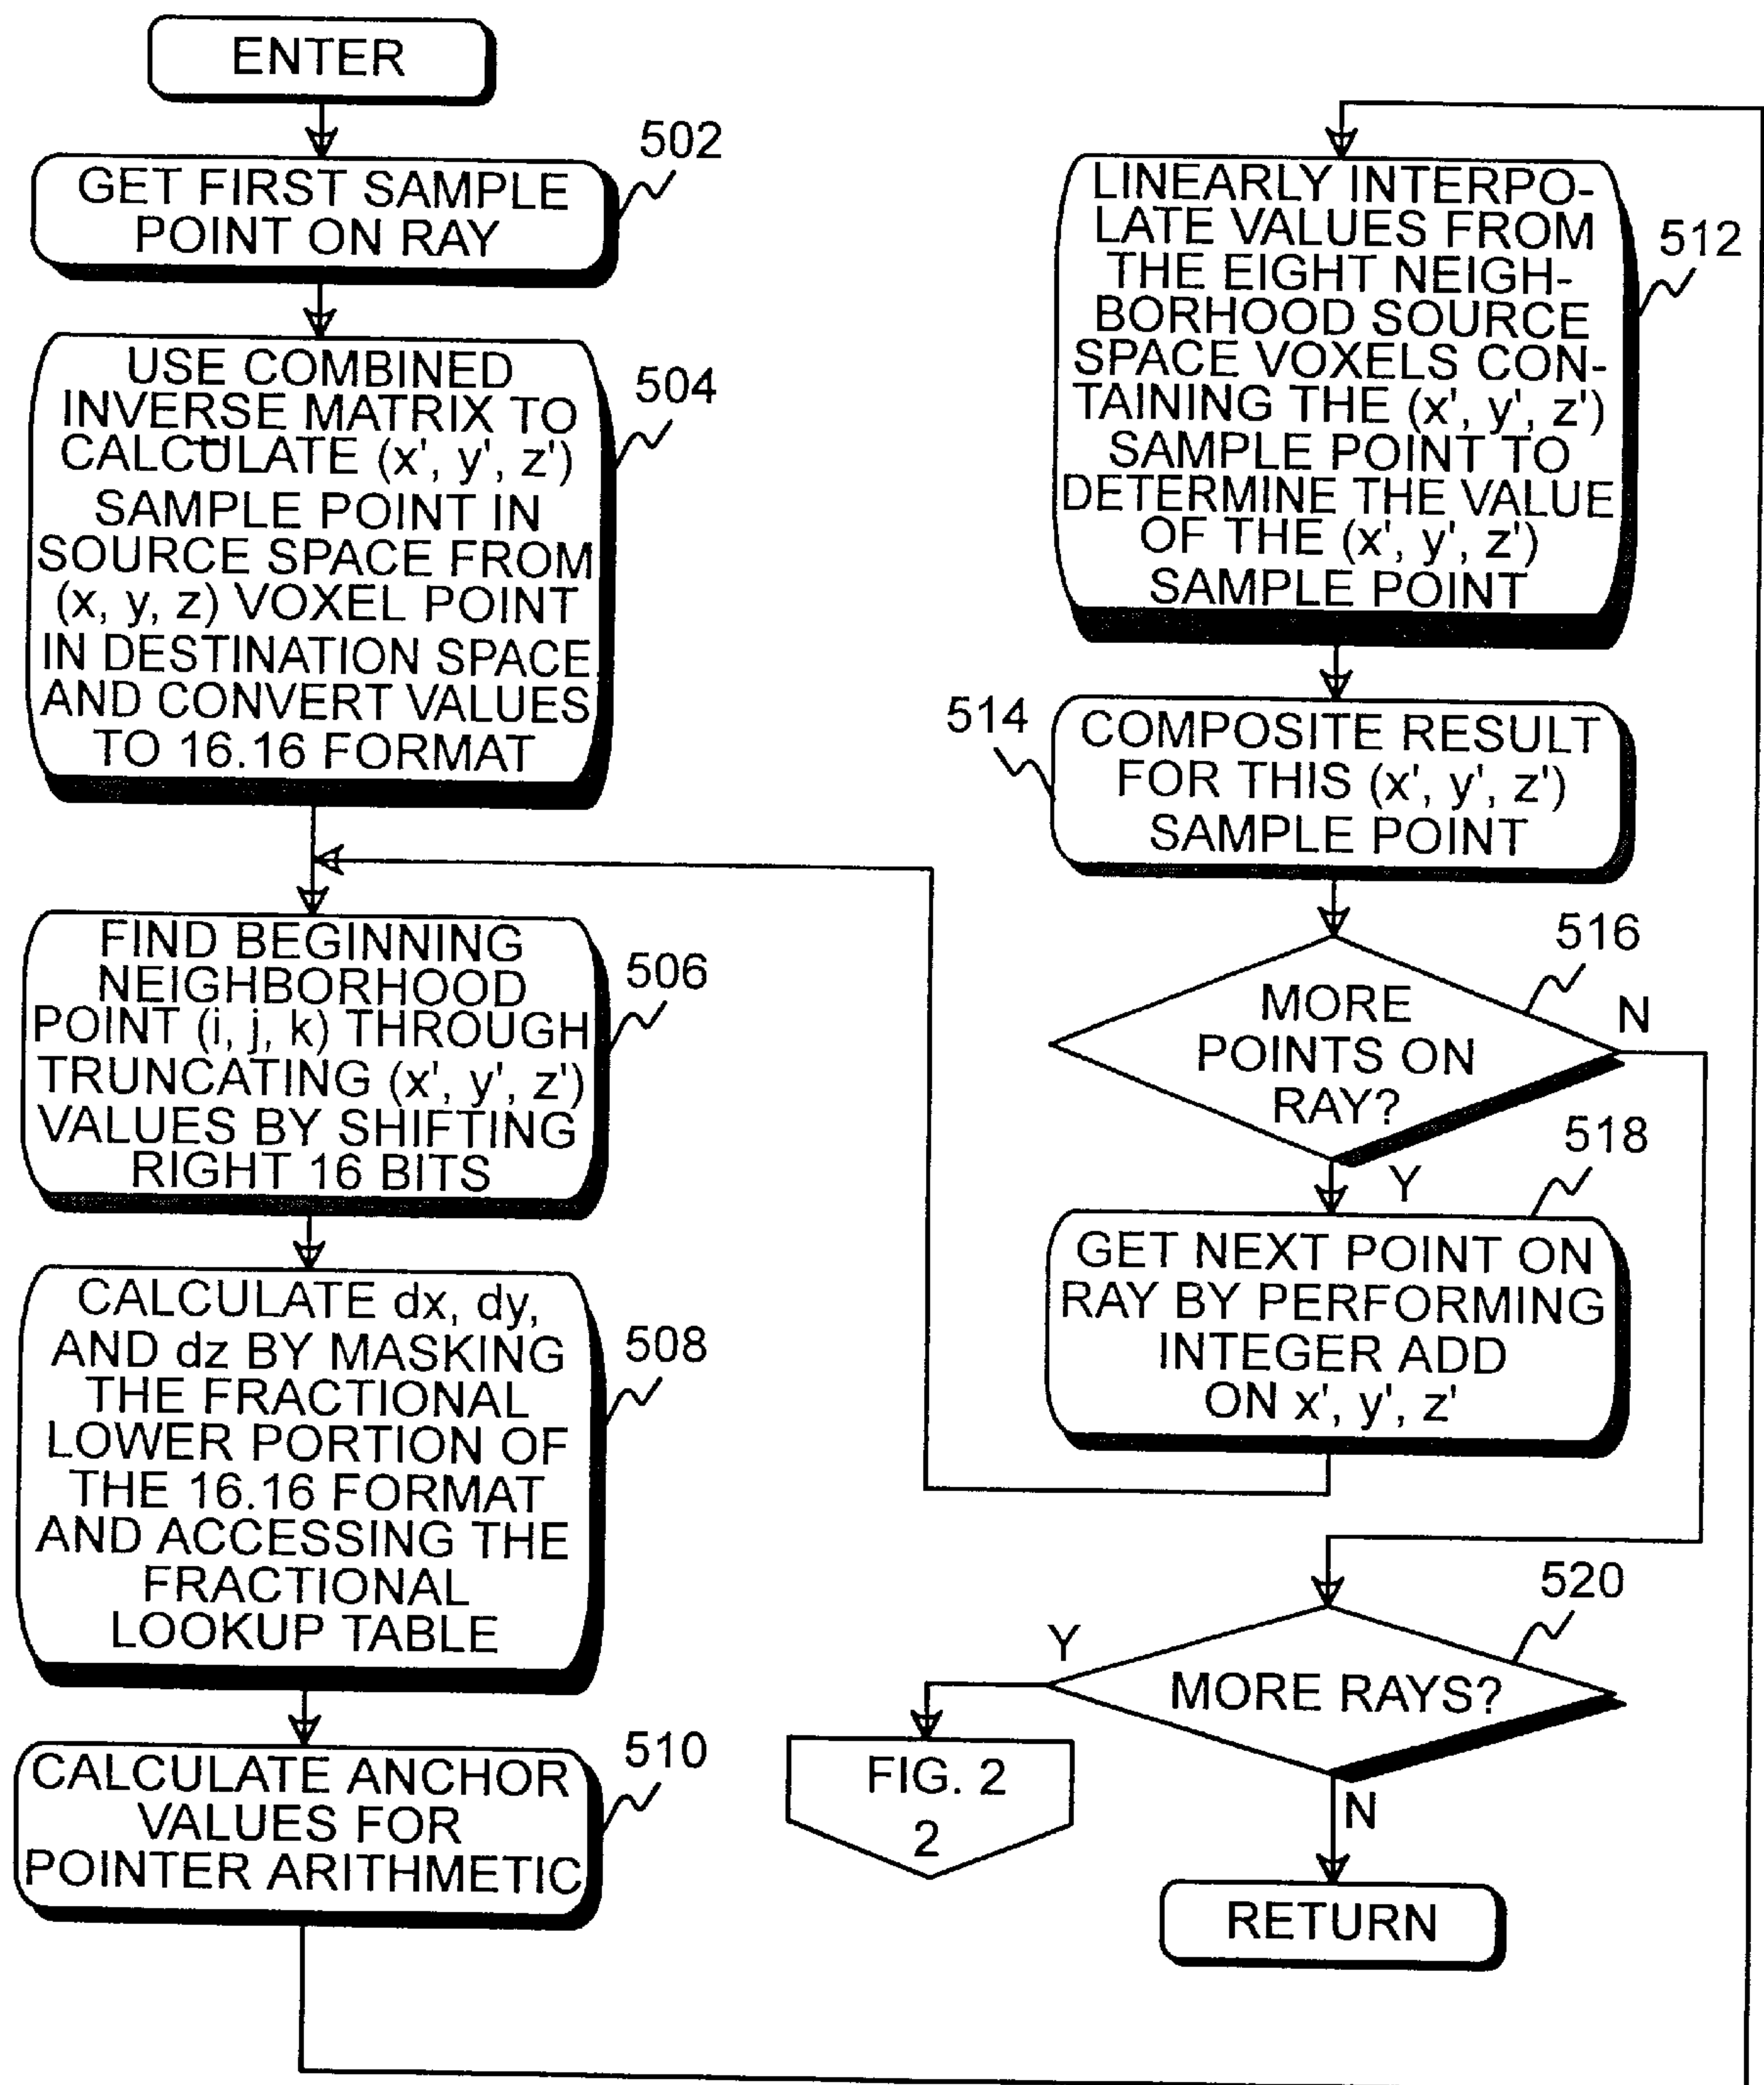 ENTER
502
GET FIRST SAMPLE
POINT ON RAY
504
USE COMBINED
INVERSE MATRIX TO
CALCULATE (x', y', z')
SAMPLE POINT IN
SOURCE SPACE FROM
(x, y, z) VOXEL POINT
IN DESTINATION SPACE
AND CONVERT VALUES
TO 16.16 FORMAT
506
FIND BEGINNING
NEIGHBORHOOD
POINT (i, j, k) THROUGH
TRUNCATING (x', y', z')
VALUES BY SHIFTING
RIGHT 16 BITS
508
CALCULATE dx, dy,
AND dz BY MASKING
THE FRACTIONAL
LOWER PORTION OF
THE 16.16 FORMAT
AND ACCESSING THE
FRACTIONAL
LOOKUP TABLE
510
CALCULATE ANCHOR
VALUES FOR
POINTER ARITHMETIC
512
LINEARLY INTERPO-
LATE VALUES FROM
THE EIGHT NEIGH-
BORHOOD SOURCE
SPACE VOXELS CON-
TAINING THE (x', y', z')
SAMPLE POINT TO
DETERMINE THE VALUE
OF THE (x', y', z')
SAMPLE POINT
514
COMPOSITE RESULT
FOR THIS (x', y', z')
SAMPLE POINT
516
MORE
POINTS ON
RAY?
N
Y
518
GET NEXT POINT ON
RAY BY PERFORMING
INTEGER ADD
ON x', y', z'
520
MORE RAYS?
Y
FIG. 2
2
N
RETURN